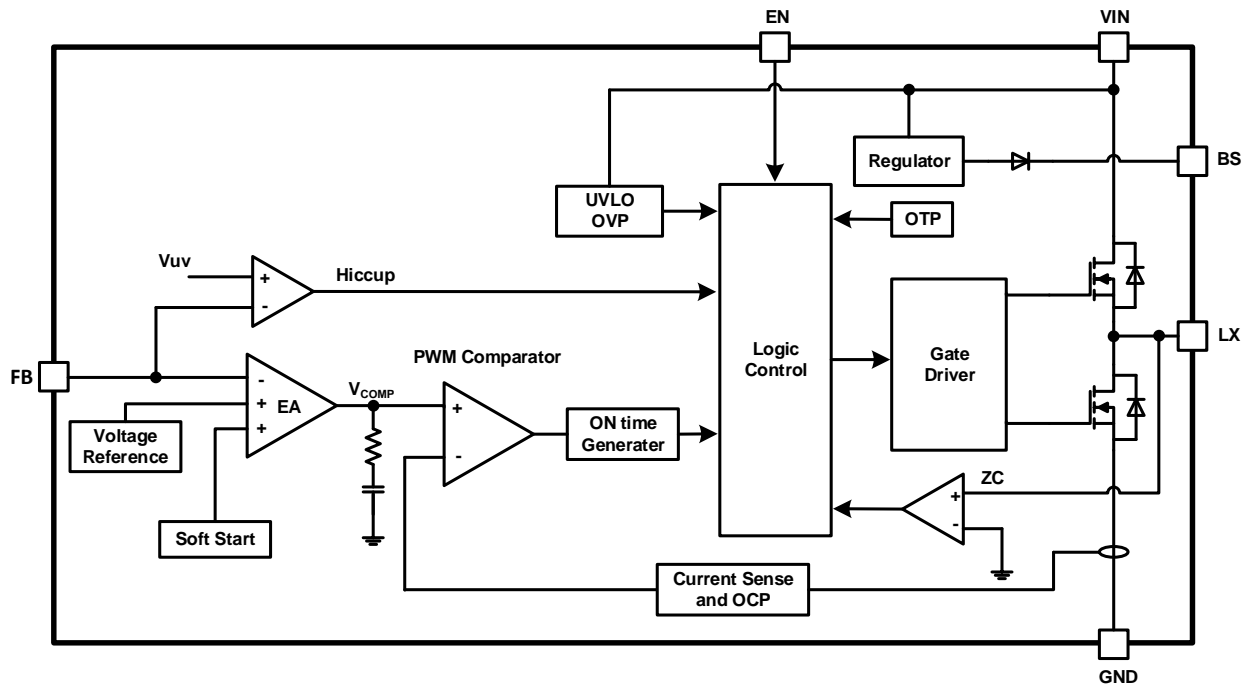 EN
VIN
Regulator
BS
UVLO
OVP
OTP
Vuv
+
-
Hiccup
Logic
Control
Gate
Driver
LX
FB
PWM Comparator
-
+
+
EA
VCOMP
+
-
ON time
Generater
Voltage
Reference
Soft Start
ZC
+
-
Current Sense
and OCP
GND